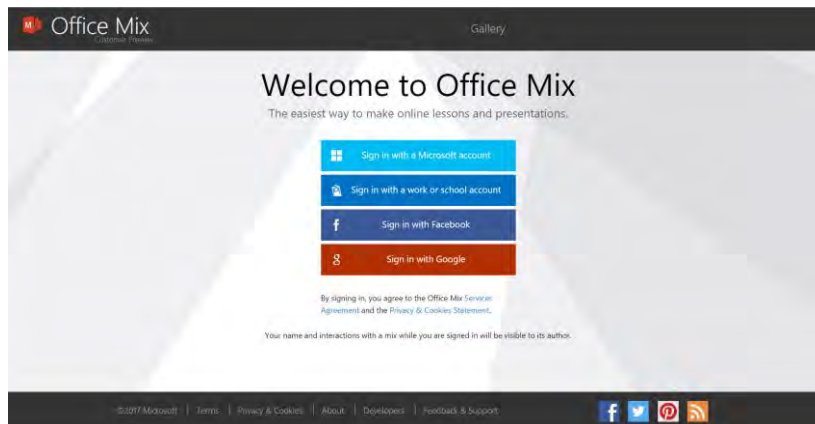 Office Mix
Customer Preview
Gallery
Welcome to Office Mix
The easiest way to make online lessons and presentations.
Sign in with a Microsoft account
Sign in with a work or school account
f Sign in with Facebook
8 Sign in with Google
By signing in, you agree to the Office Mix Services
Agreement and the Privacy & Cookies Statement.
Your name and interactions with a mix while you are signed in will be visible to its author.
©2017 Microsoft | Terms | Privacy & Cookies | About | Developers | Feedback & Support